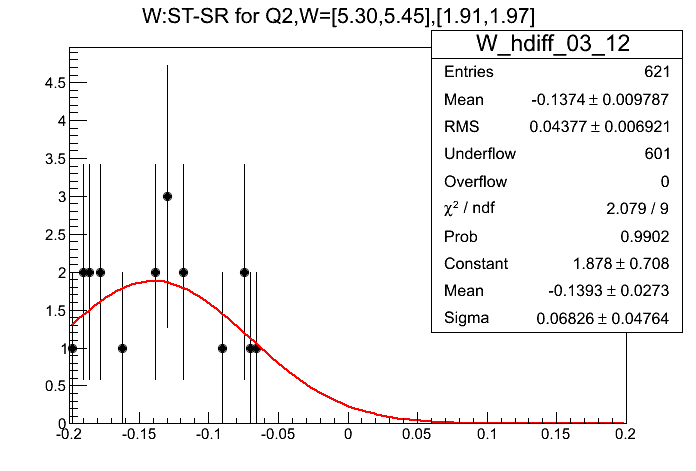 W:ST-SR for Q2,W=[5.30,5.45],[1.91,1.97]
W_hdiff_03_12
Entries 621
Mean -0.1374 ± 0.009787
RMS 0.04377 ± 0.006921
Underflow 601
Overflow 0
χ² / ndf 2.079 / 9
Prob 0.9902
Constant 1.878 ± 0.708
Mean -0.1393 ± 0.0273
Sigma 0.06826 ± 0.04764
4.5
4
3.5
3
2.5
2
1.5
1
0.5
0
-0.2 -0.15 -0.1 -0.05 0 0.05 0.1 0.15 0.2